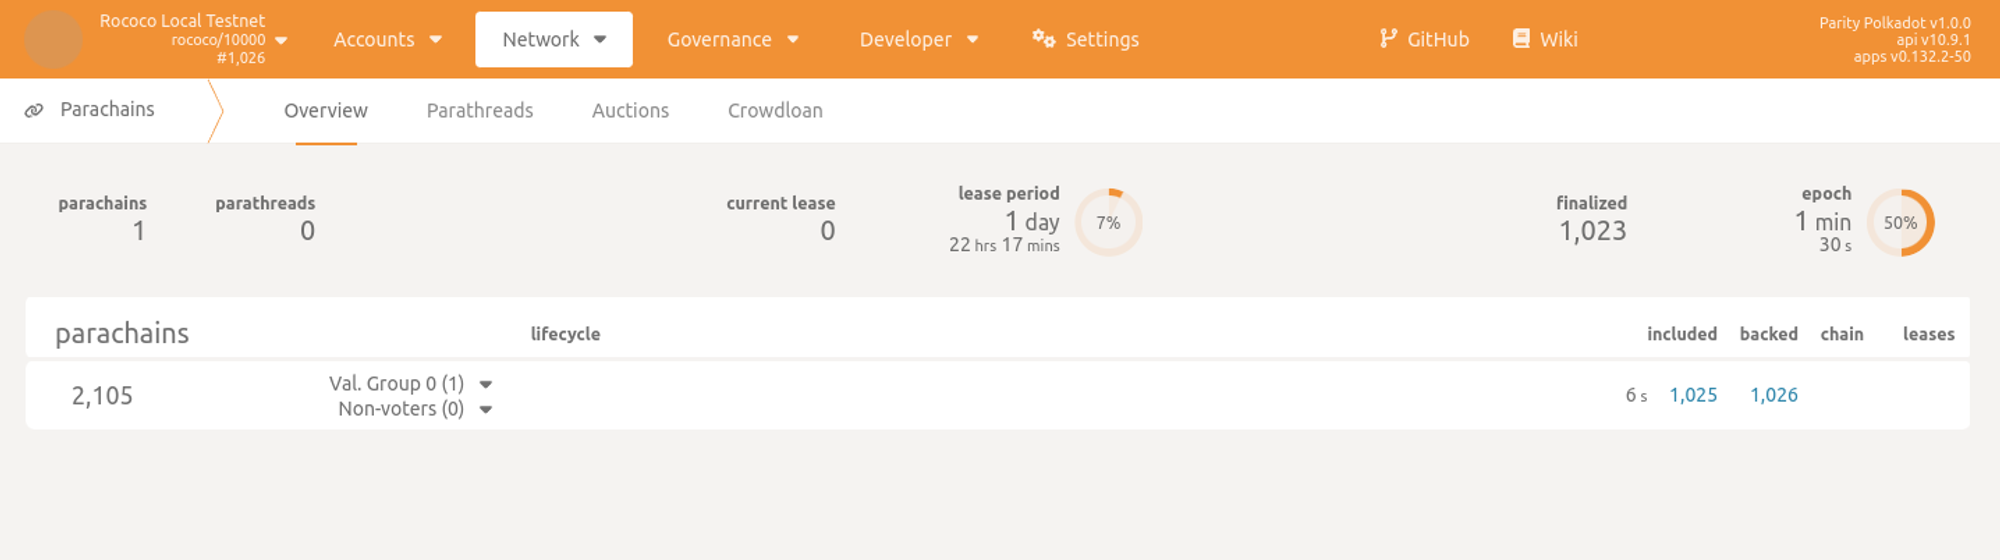 Rococo Local Testnet
rococo/10000
#1,026
Accounts
Network
Governance
Developer
Settings
GitHub
Wiki
Parity Polkadot v1.0.0
api v10.9.1
apps v0.132.2-50
Parachains
Overview
Parathreads
Auctions
Crowdloan
parachains
1
parathreads
0
current lease
0
lease period
1 day
22 hrs 17 mins
7%
finalized
1,023
epoch
1 min
30 s
50%
parachains
lifecycle
included
backed
chain
leases
2,105
Val. Group 0 (1)
Non-voters (0)
6 s
1,025
1,026